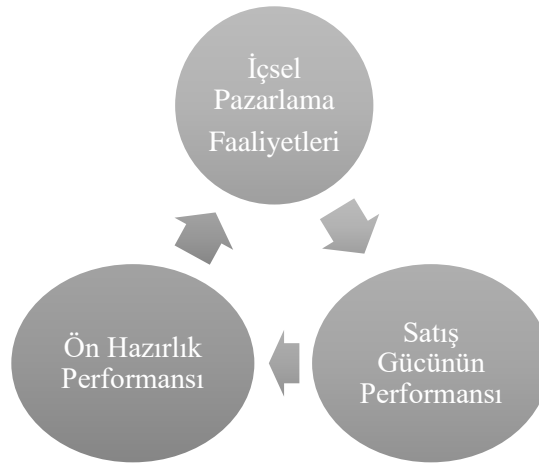 İçsel
Pazarlama
Faaliyetleri
Ön Hazırlık
Performansı
Satış
Gücünün
Performansı